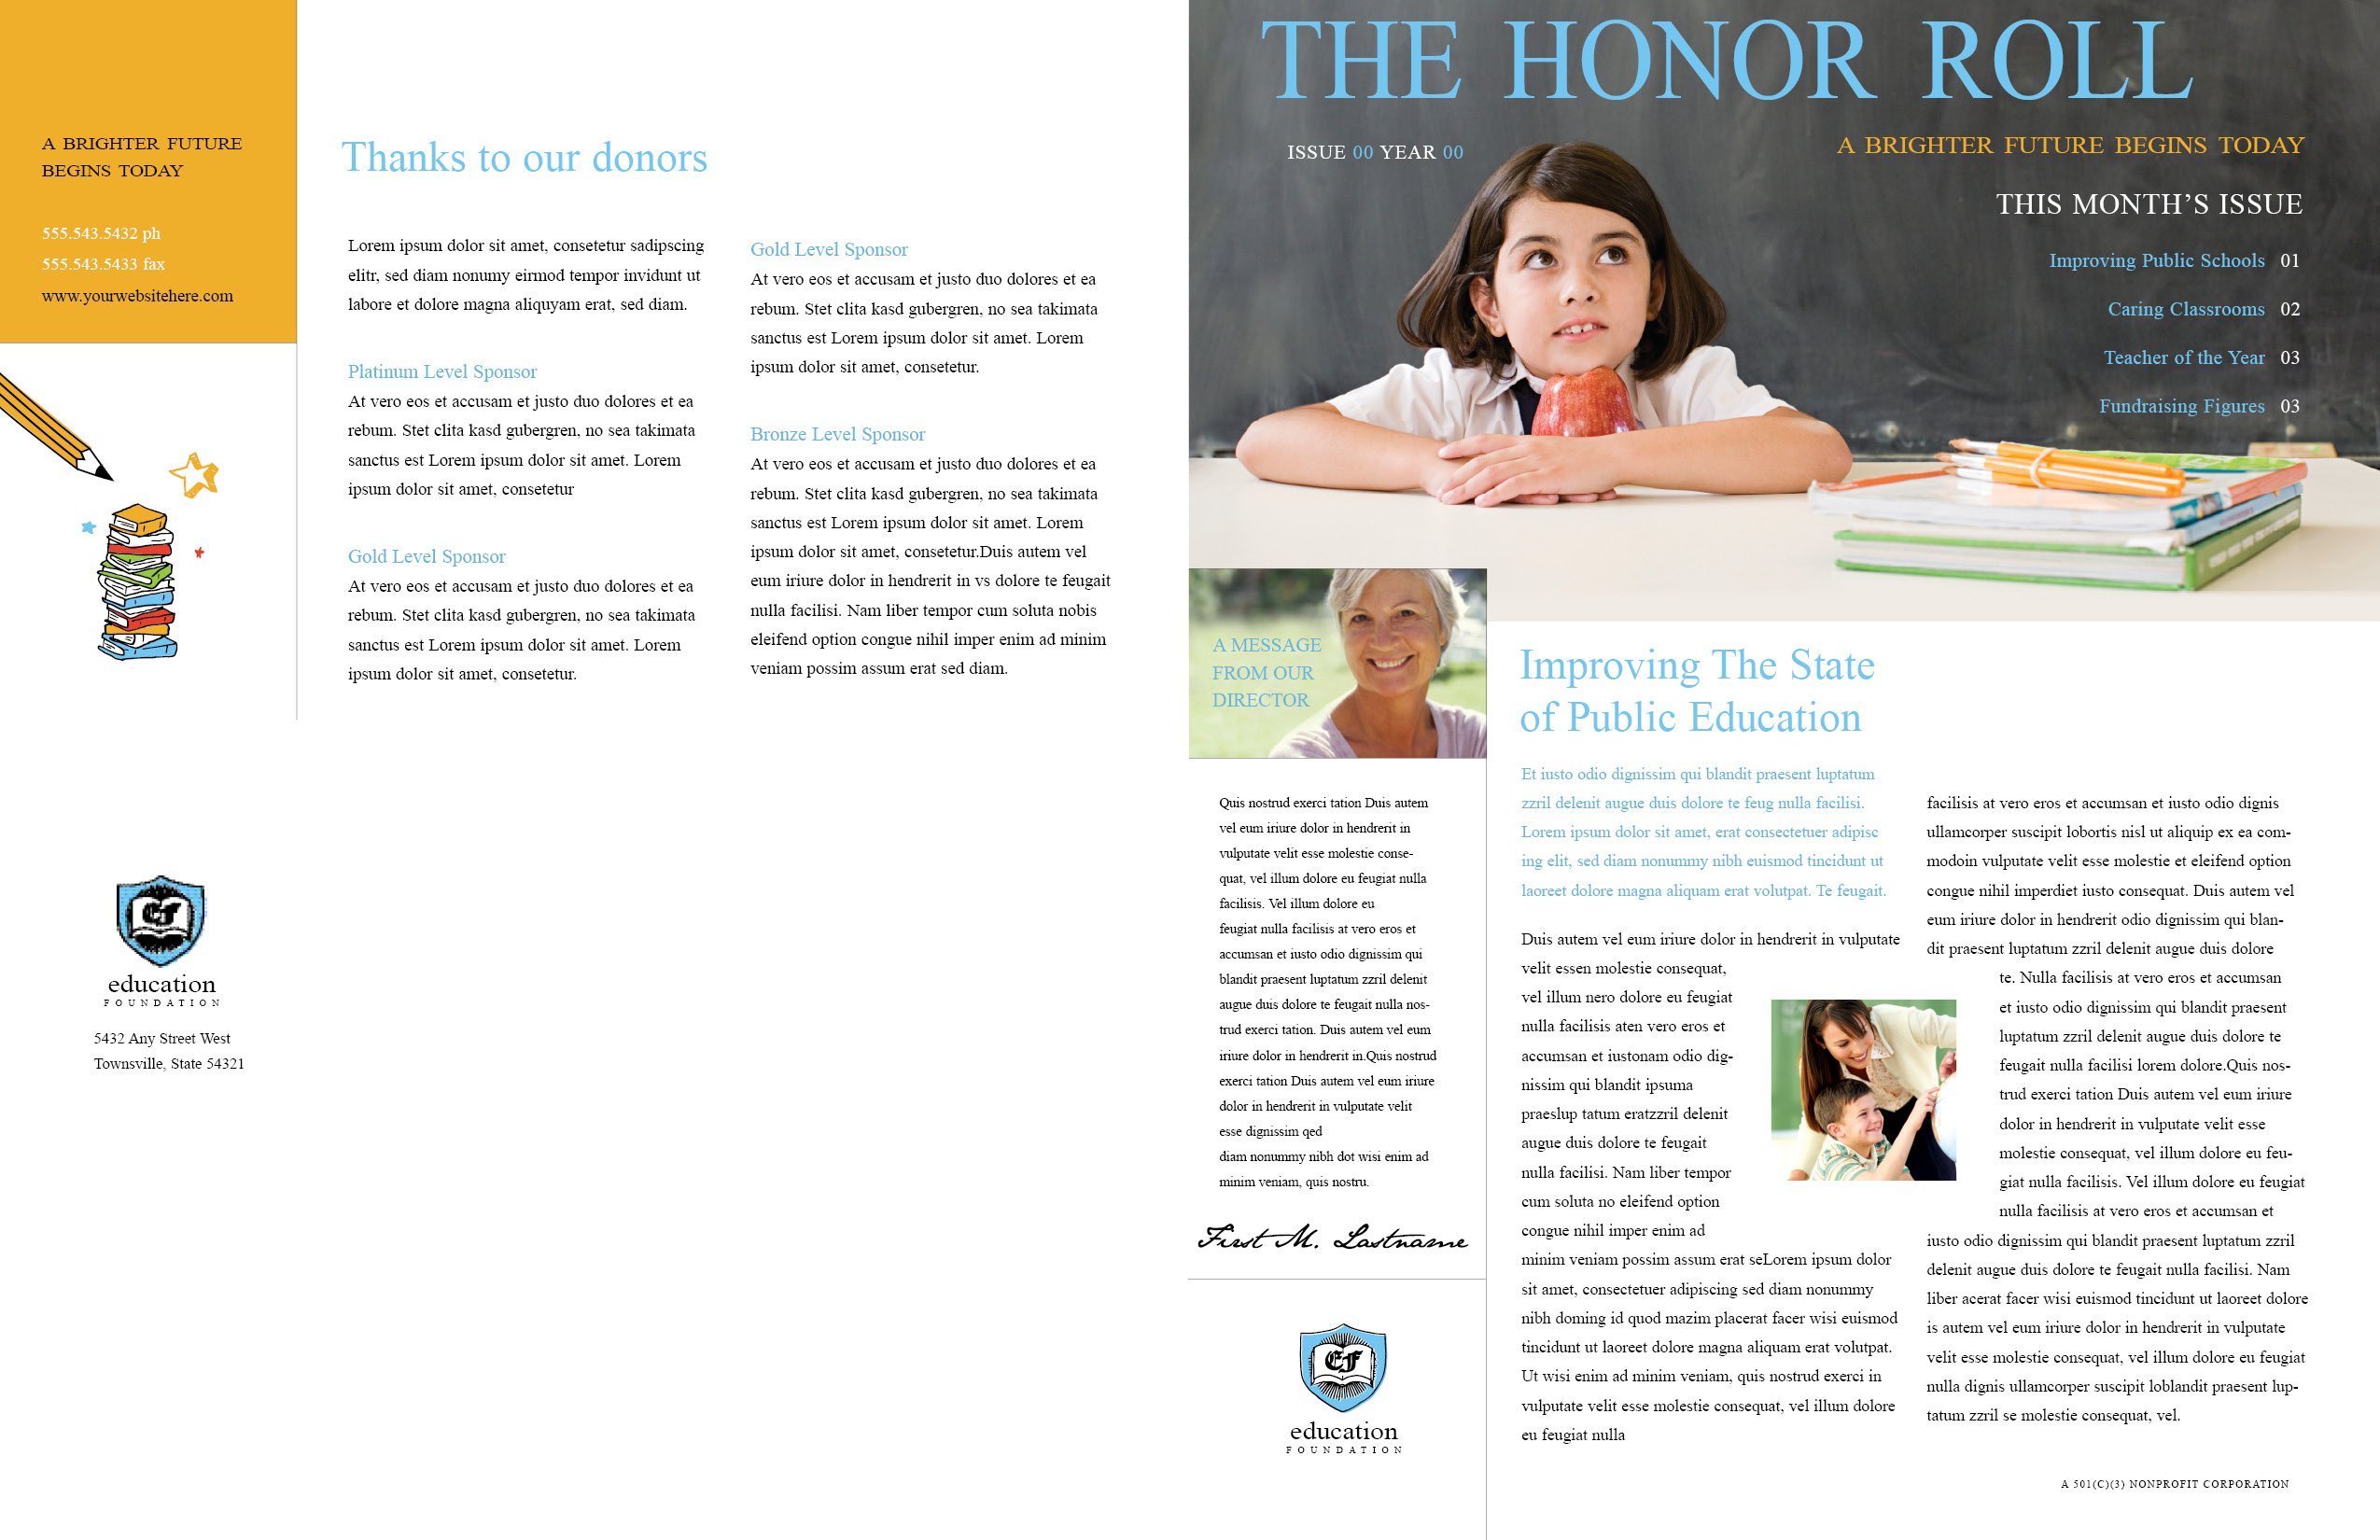 A BRIGHTER FUTURE
BEGINS TODAY
555.543.5432 ph
555.543.5433 fax
www.yourwebsitehere.com
Thanks to our donors
Lorem ipsum dolor sit amet, consetetur sadipscing
elitr, sed diam nonumy eirmod tempor invidunt ut
labore et dolore magna aliquyam erat, sed diam.
Platinum Level Sponsor
At vero eos et accusam et justo duo dolores et ea
rebum. Stet clita kasd gubergren, no sea takimata
sanctus est Lorem ipsum dolor sit amet. Lorem
ipsum dolor sit amet, consetetur
Gold Level Sponsor
At vero eos et accusam et justo duo dolores et ea
rebum. Stet clita kasd gubergren, no sea takimata
sanctus est Lorem ipsum dolor sit amet. Lorem
ipsum dolor sit amet, consetetur.
Gold Level Sponsor
At vero eos et accusam et justo duo dolores et ea
rebum. Stet clita kasd gubergren, no sea takimata
sanctus est Lorem ipsum dolor sit amet. Lorem
ipsum dolor sit amet, consetetur.
Bronze Level Sponsor
At vero eos et accusam et justo duo dolores et ea
rebum. Stet clita kasd gubergren, no sea takimata
sanctus est Lorem ipsum dolor sit amet. Lorem
ipsum dolor sit amet, consetetur.Duis autem vel
eum iriure dolor in hendrerit in vs dolore te feugait
nulla facilisi. Nam liber tempor cum soluta nobis
eleifend option congue nihil imper enim ad minim
veniam possim assum erat sed diam.
EF
education
FOUNDATION
5432 Any Street West
Townsville, State 54321
THE HONOR ROLL
ISSUE 00 YEAR 00
A BRIGHTER FUTURE BEGINS TODAY
THIS MONTH'S ISSUE
Improving Public Schools 01
Caring Classrooms 02
Teacher of the Year 03
Fundraising Figures 03
A MESSAGE
FROM OUR
DIRECTOR
Quis nostrud exerci tation Duis autem
vel eum iriure dolor in hendrerit in
vulputate velit esse molestie conse-
quat, vel illum dolore eu feugiat nulla
facilisis. Vel illum dolore eu
feugiat nulla facilisis at vero eros et
accumsan et iusto odio dignissim qui
blandit praesent luptatum zzril delenit
augue duis dolore te feugait nulla nos-
trud exerci tation. Duis autem vel eum
iriure dolor in hendrerit in.Quis nostrud
exerci tation Duis autem vel eum iriure
dolor in hendrerit in vulputate velit
esse dignissim qed
diam nonummy nibh dot wisi enim ad
minim veniam, quis nostru.
First M. Lastname
EF
education
FOUNDATION
Improving The State
of Public Education
Et iusto odio dignissim qui blandit praesent luptatum
zzril delenit augue duis dolore te feug nulla facilisi.
Lorem ipsum dolor sit amet, erat consectetuer adipisc
ing elit, sed diam nonummy nibh euismod tincidunt ut
laoreet dolore magna aliquam erat volutpat. Te feugait.
Duis autem vel eum iriure dolor in hendrerit in vulputate
velit essen molestie consequat,
vel illum nero dolore eu feugiat
nulla facilisis aten vero eros et
accumsan et iustonam odio dig-
nissim qui blandit ipsuma
praeslup tatum eratzzril delenit
augue duis dolore te feugait
nulla facilisi. Nam liber tempor
cum soluta no eleifend option
congue nihil imper enim ad
minim veniam possim assum erat seLorem ipsum dolor
sit amet, consectetuer adipiscing sed diam nonummy
nibh doming id quod mazim placerat facer wisi euismod
tincidunt ut laoreet dolore magna aliquam erat volutpat.
Ut wisi enim ad minim veniam, quis nostrud exerci in
vulputate velit esse molestie consequat, vel illum dolore
eu feugiat nulla
facilisis at vero eros et accumsan et iusto odio dignis
ullamcorper suscipit lobortis nisl ut aliquip ex ea com-
modoin vulputate velit esse molestie et eleifend option
congue nihil imperdiet iusto consequat. Duis autem vel
eum iriure dolor in hendrerit odio dignissim qui blan-
dit praesent luptatum zzril delenit augue duis dolore
te. Nulla facilisis at vero eros et accumsan
et iusto odio dignissim qui blandit praesent
luptatum zzril delenit augue duis dolore te
feugait nulla facilisi lorem dolore.Quis nos-
trud exerci tation Duis autem vel eum iriure
dolor in hendrerit in vulputate velit esse
molestie consequat, vel illum dolore eu feu-
giat nulla facilisis. Vel illum dolore eu feugiat
nulla facilisis at vero eros et accumsan et
iusto odio dignissim qui blandit praesent luptatum zzril
delenit augue duis dolore te feugait nulla facilisi. Nam
liber acerat facer wisi euismod tincidunt ut laoreet dolore
is autem vel eum iriure dolor in hendrerit in vulputate
velit esse molestie consequat, vel illum dolore eu feugiat
nulla dignis ullamcorper suscipit loblandit praesent lup-
tatum zzril se molestie consequat, vel.
A 501(C)(3) NONPROFIT CORPORATION